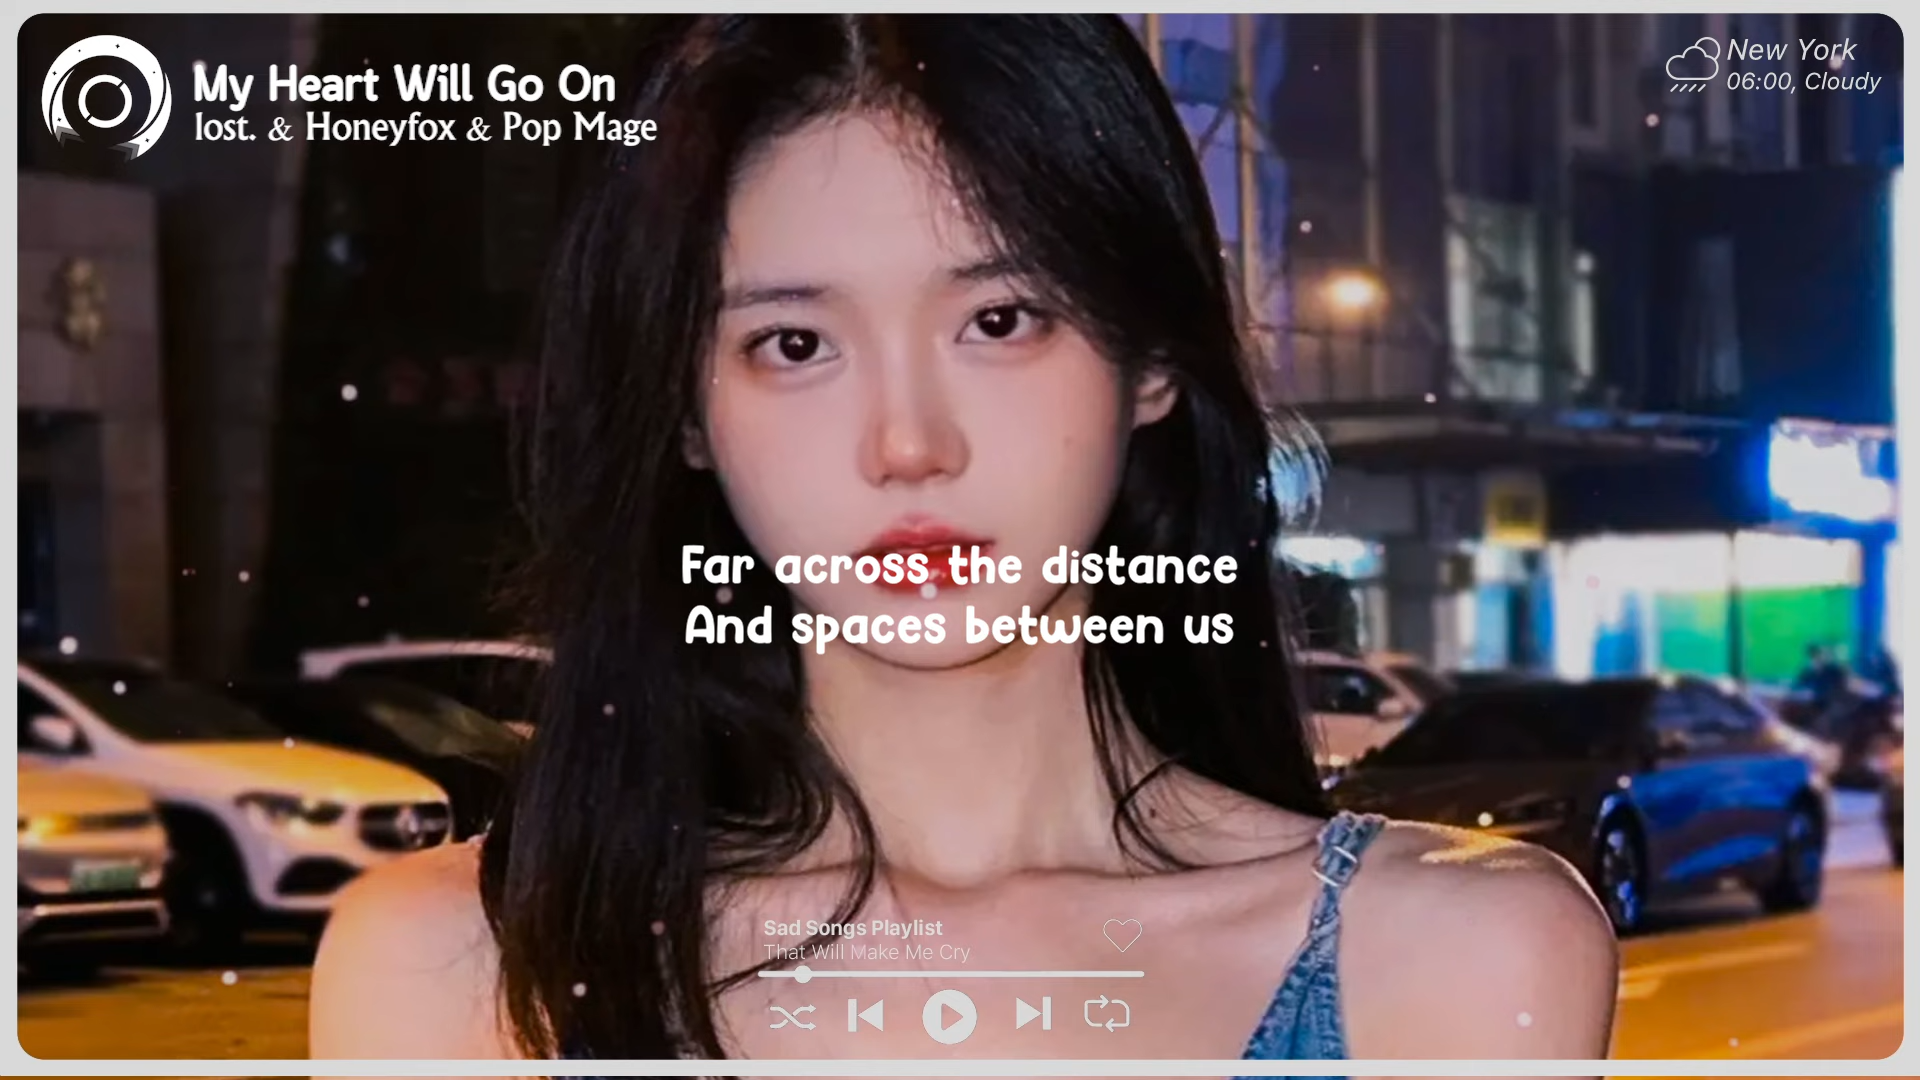 My Heart Will Go On
lost. & Honeyfox & Pop Mage
New York
06:00, Cloudy
Far across the distance
And spaces between us
Sad Songs Playlist
That Will Make Me Cry